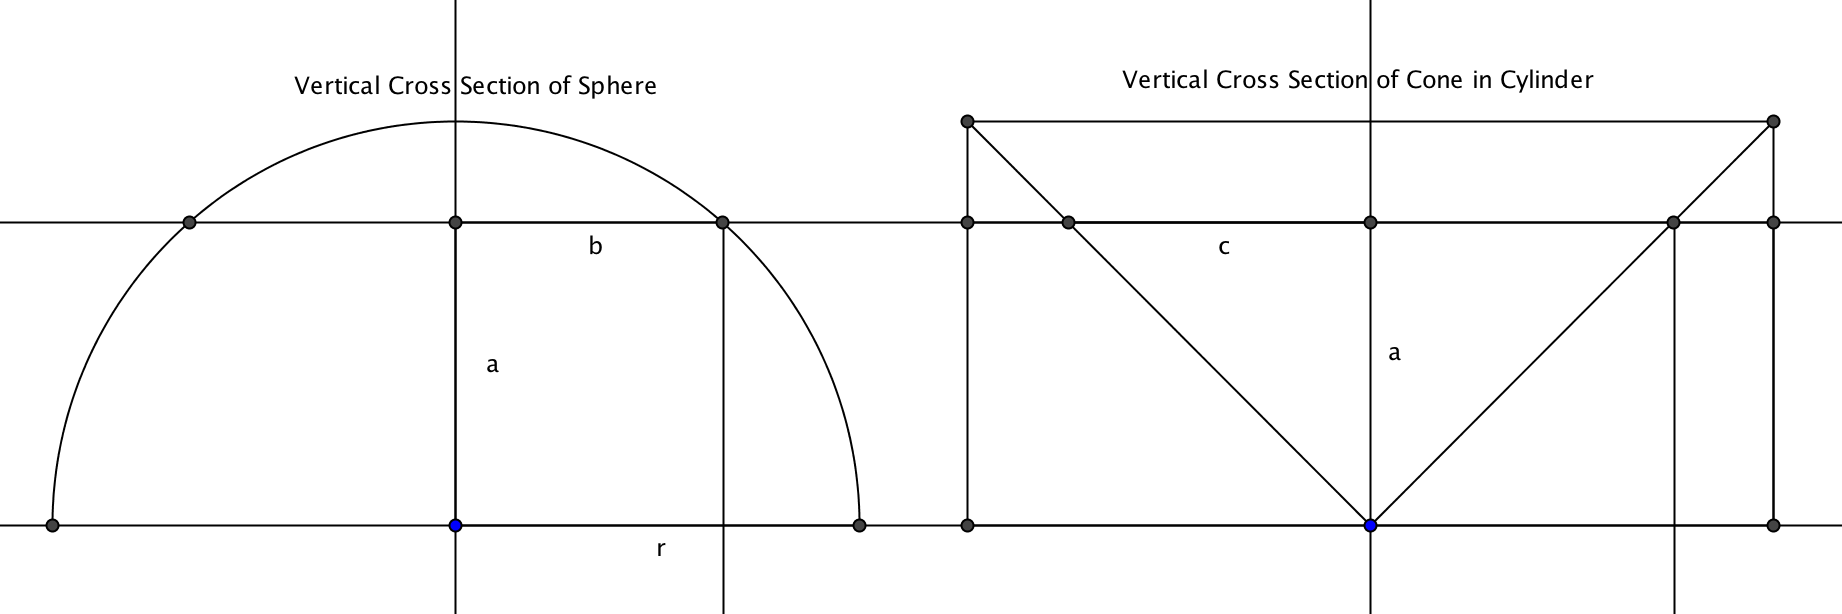 Vertical Cross Section of Sphere
Vertical Cross Section of Cone in Cylinder
b
c
a
a
r